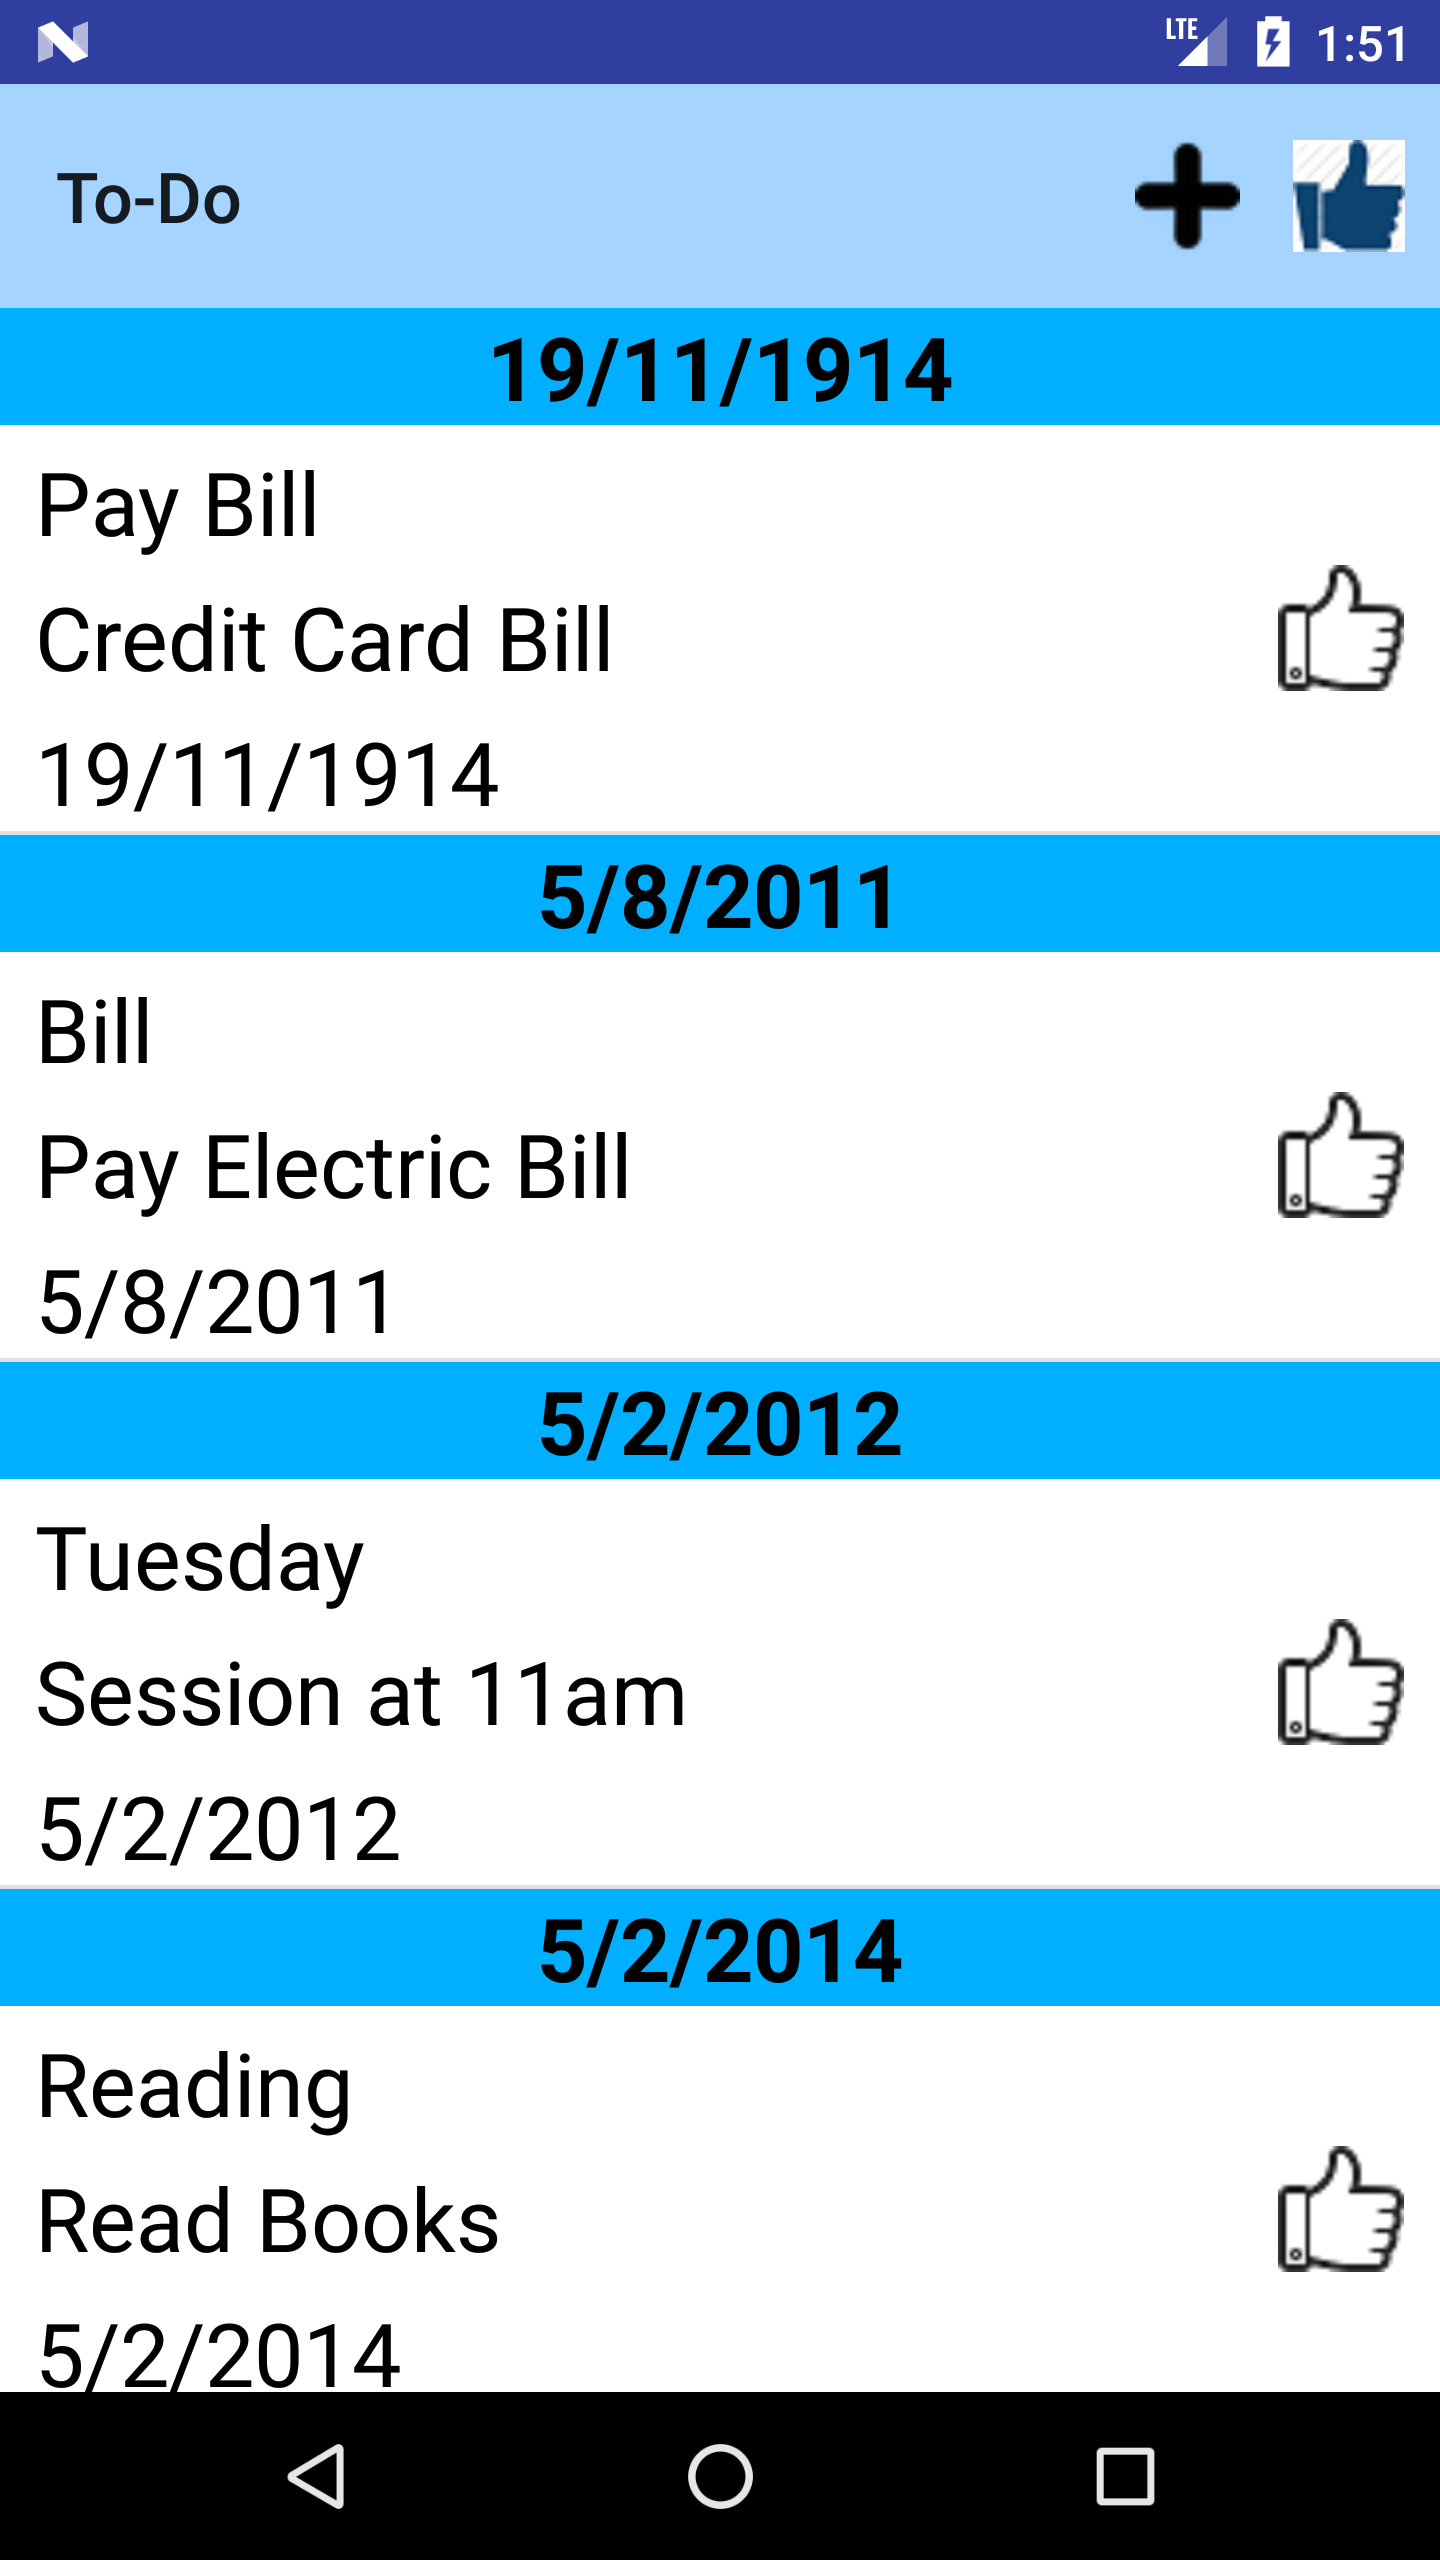 LTE 1:51
To-Do
19/11/1914
Pay Bill
Credit Card Bill
19/11/1914
5/8/2011
Bill
Pay Electric Bill
5/8/2011
5/2/2012
Tuesday
Session at 11am
5/2/2012
5/2/2014
Reading
Read Books
5/2/2014